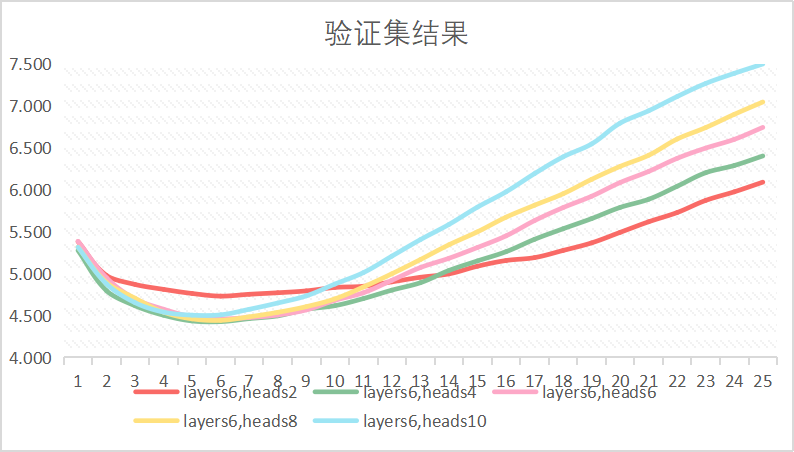 验证集结果
7.500
7.000
6.500
6.000
5.500
5.000
4.500
4.000
1 2 3 4 5 6 7 8 9 10 11 12 13 14 15 16 17 18 19 20 21 22 23 24 25
layers6,heads2 layers6,heads4 layers6,heads6
layers6,heads8 layers6,heads10